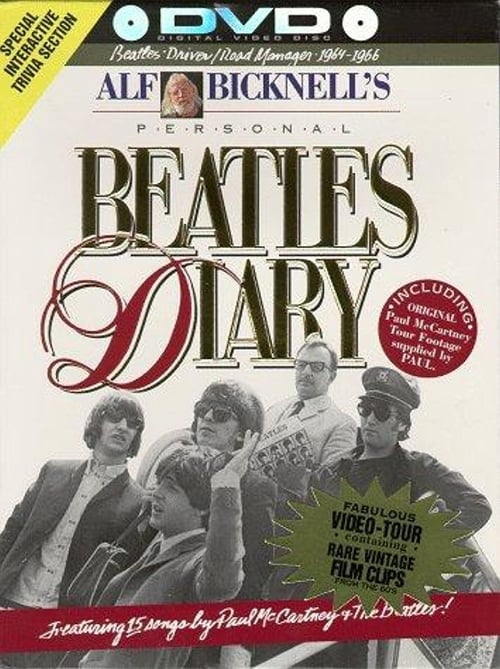 DVD
DIGITAL VIDEO DISC
SPECIAL
INTERACTIVE
TRIVIA SECTION
Beatles Driver/Road Manager 1964-1966
ALF BICKNELL'S
P·E·R·S·O·N·A·L
BEATLES
DIARY
·INCLUDING·
ORIGINAL
Paul McCartney
Tour Footage
supplied by
PAUL.
BEATLES
FABULOUS
VIDEO-TOUR
· containing ·
RARE VINTAGE
FILM CLIPS
FROM THE 60'S
Featuring 15 songs by Paul McCartney & The Beatles!